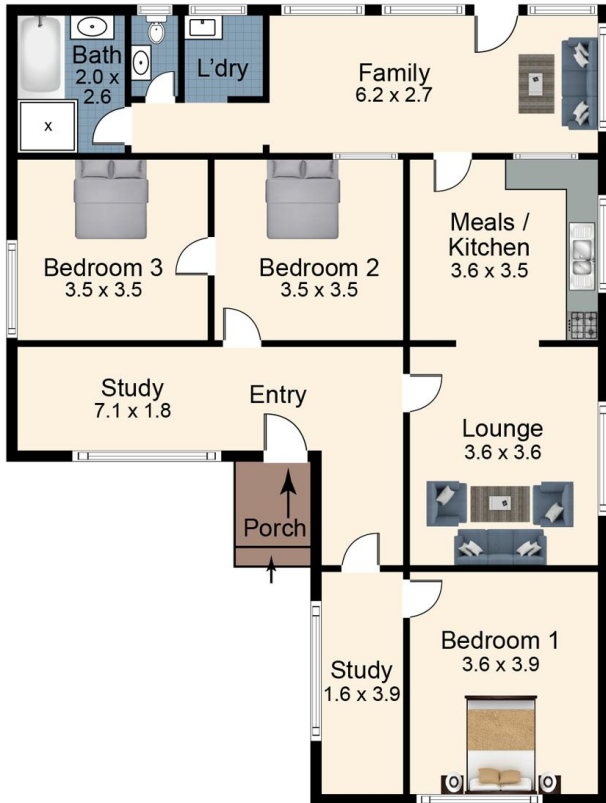 Bath
2.0 x
2.6
L'dry
Family
6.2 x 2.7
x
Bedroom 3
3.5 x 3.5
Bedroom 2
3.5 x 3.5
Meals /
Kitchen
3.6 x 3.5
Study
7.1 x 1.8
Entry
Lounge
3.6 x 3.6
Porch
Study
1.6 x 3.9
Bedroom 1
3.6 x 3.9